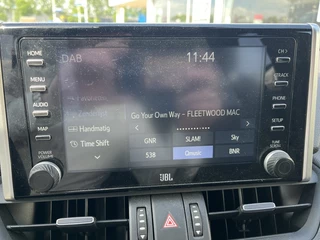 HOME
MENU
AUDIO
MAP
POWER
VOLUME
DAB
11:44
Go Your Own Way - FLEETWOOD MAC
Handmatig
Time Shift
GNR
SLAM!
Sky
538
Classic
BNR
JBL
CH
TRACK
PHONE
SETUP
TUNE
SCROLL